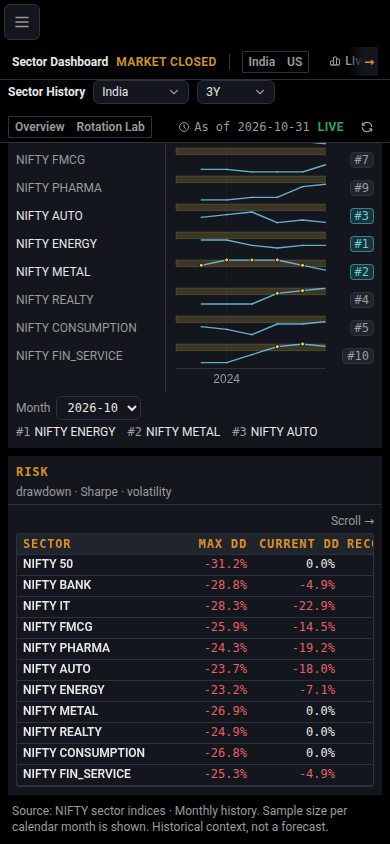 Sector Dashboard MARKET CLOSED India US Liv →
Sector History India 3Y
Overview Rotation Lab As of 2026-10-31 LIVE
NIFTY FMCG #7
NIFTY PHARMA #9
NIFTY AUTO #3
NIFTY ENERGY #1
NIFTY METAL #2
NIFTY REALTY #4
NIFTY CONSUMPTION #5
NIFTY FIN_SERVICE #10
2024
Month 2026-10
#1 NIFTY ENERGY #2 NIFTY METAL #3 NIFTY AUTO
RISK
drawdown · Sharpe · volatility
Scroll →
SECTOR MAX DD CURRENT DD RECO
NIFTY 50 -31.2% 0.0%
NIFTY BANK -28.8% -4.9%
NIFTY IT -28.3% -22.9%
NIFTY FMCG -25.9% -14.5%
NIFTY PHARMA -24.3% -19.2%
NIFTY AUTO -23.7% -18.0%
NIFTY ENERGY -23.2% -7.1%
NIFTY METAL -26.9% 0.0%
NIFTY REALTY -24.9% 0.0%
NIFTY CONSUMPTION -26.8% 0.0%
NIFTY FIN_SERVICE -25.3% -4.9%
Source: NIFTY sector indices · Monthly history. Sample size per
calendar month is shown. Historical context, not a forecast.